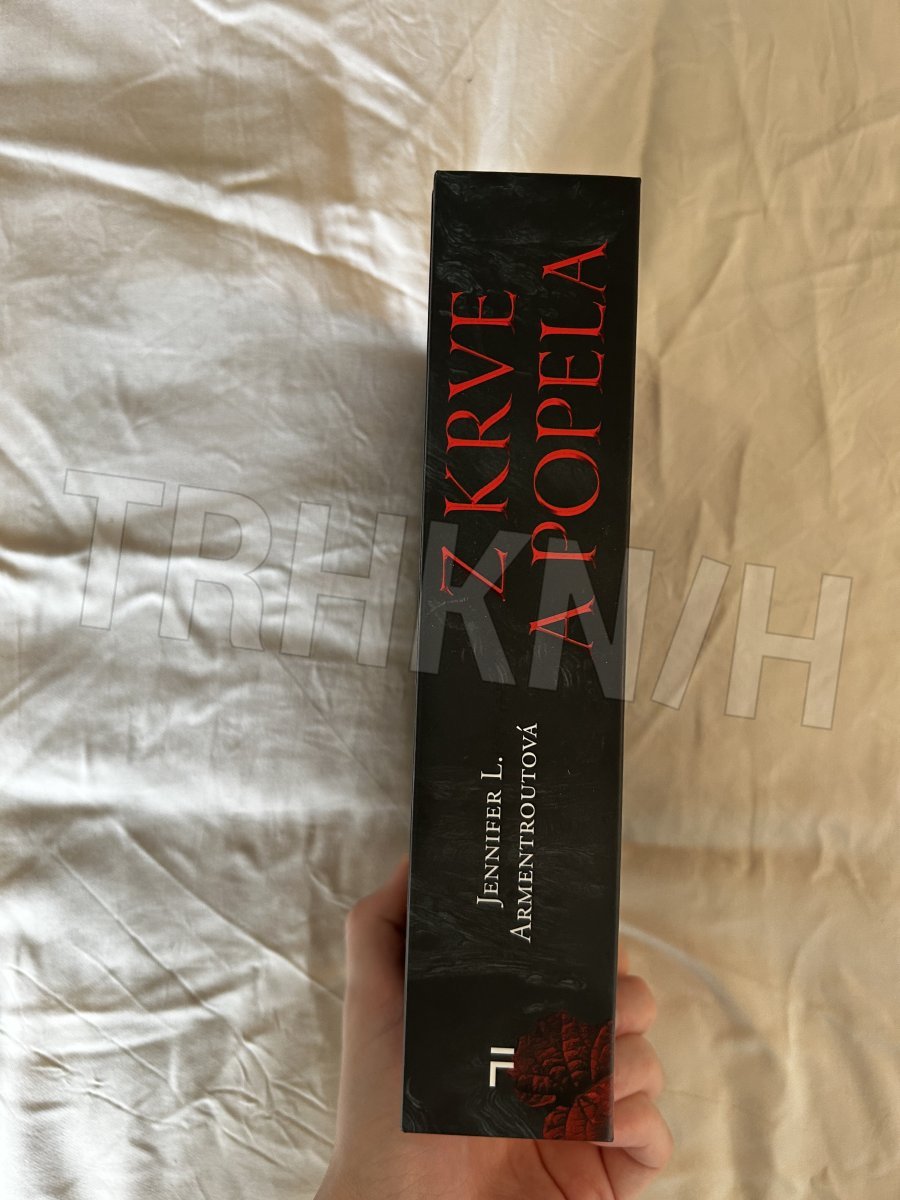 Z KRVE
A POPELA
JENNIFER L.
ARMENTROUTOVÁ
TRHKNIH